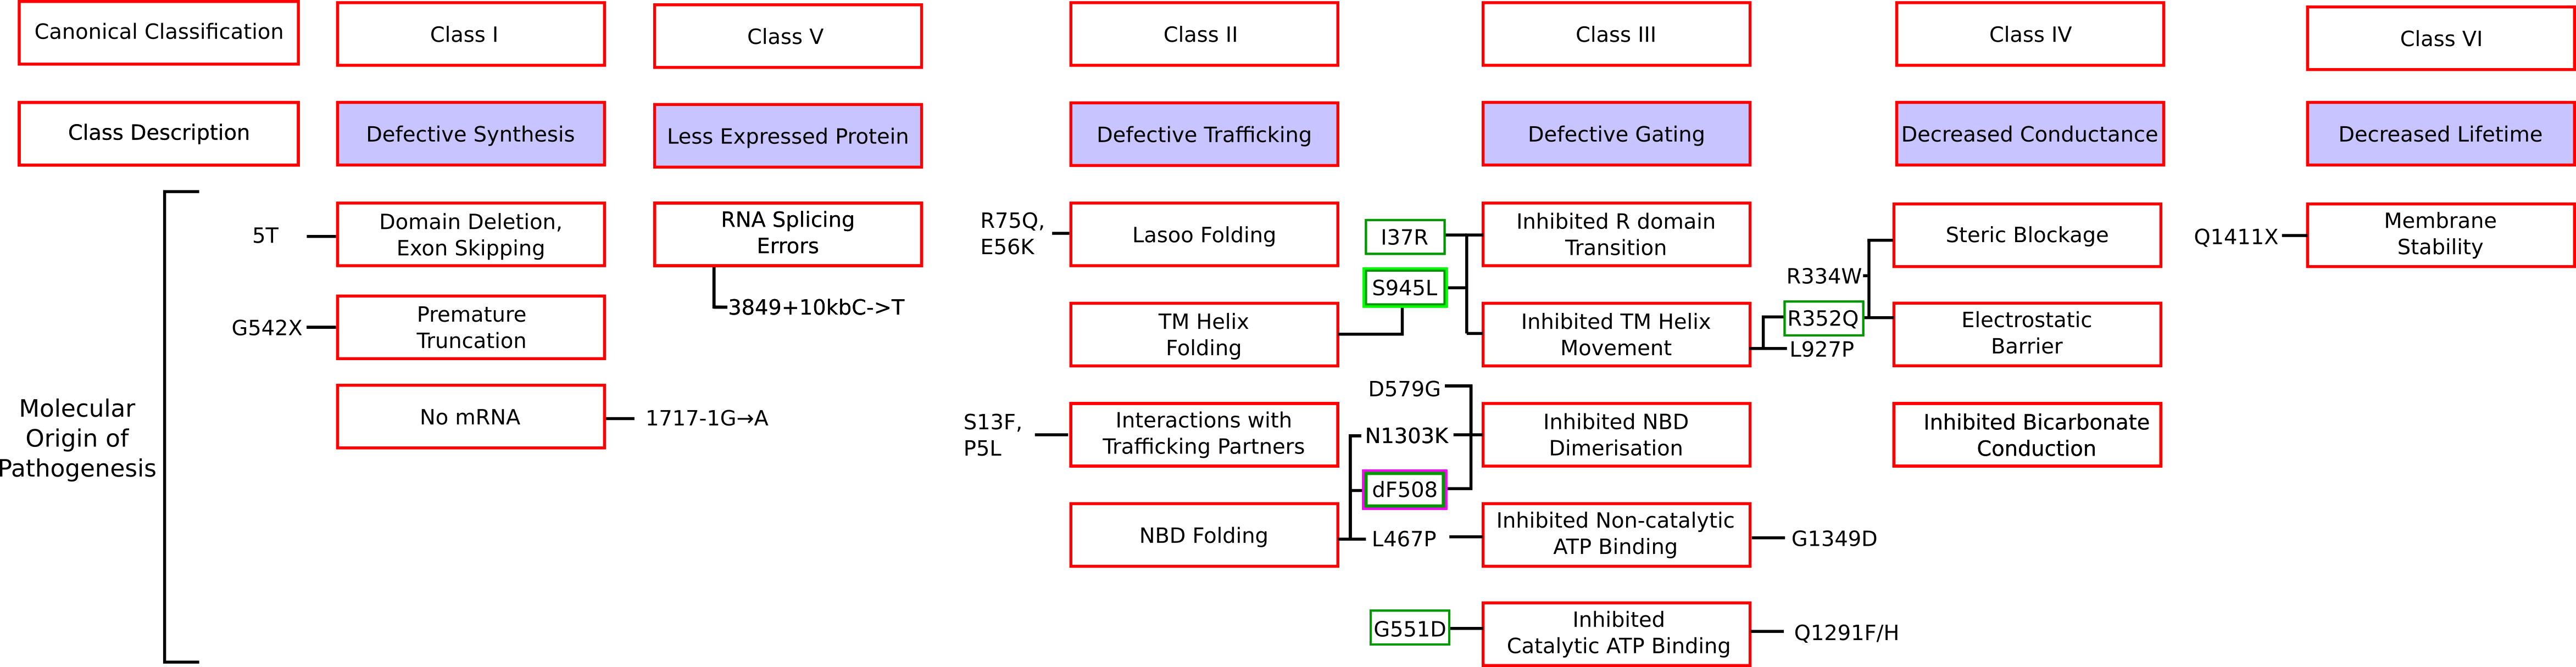 Canonical Classification
Class I
Class V
Class II
Class III
Class IV
Class VI
Class Description
Defective Synthesis
Less Expressed Protein
Defective Trafficking
Defective Gating
Decreased Conductance
Decreased Lifetime
Molecular
Origin of
Pathogenesis
5T
Domain Deletion,
Exon Skipping
G542X
Premature
Truncation
No mRNA
1717-1G→A
RNA Splicing
Errors
3849+10kbC->T
R75Q,
E56K
Lasoo Folding
TM Helix
Folding
S13F,
P5L
Interactions with
Trafficking Partners
NBD Folding
I37R
S945L
D579G
N1303K
dF508
L467P
G551D
Inhibited R domain
Transition
Inhibited TM Helix
Movement
Inhibited NBD
Dimerisation
Inhibited Non-catalytic
ATP Binding
Inhibited
Catalytic ATP Binding
R334W
R352Q
L927P
G1349D
Q1291F/H
Steric Blockage
Electrostatic
Barrier
Inhibited Bicarbonate
Conduction
Q1411X
Membrane
Stability